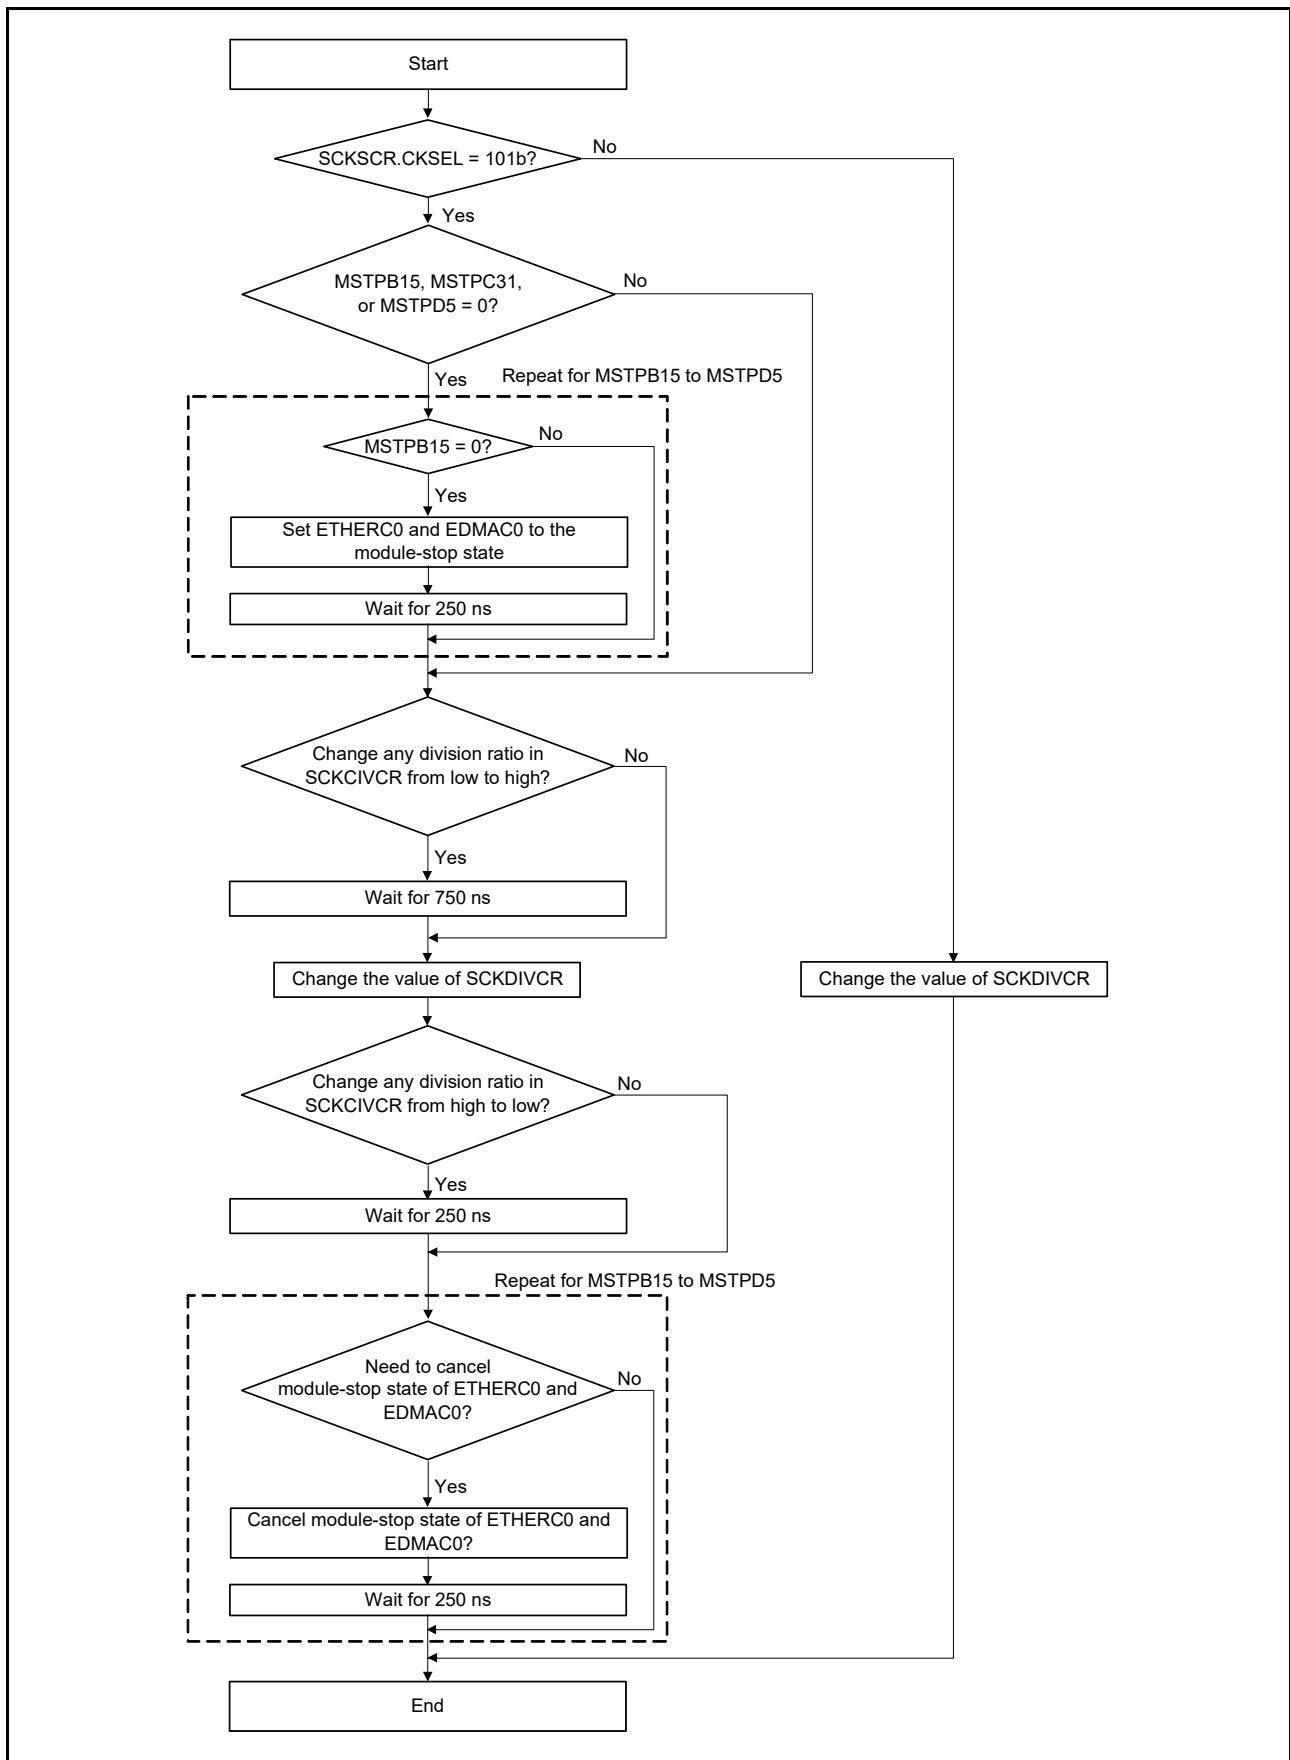 Start
SCKSCR.CKSEL = 101b?
No
Yes
MSTPB15, MSTPC31,
or MSTPD5 = 0?
No
Yes
Repeat for MSTPB15 to MSTPD5
MSTPB15 = 0?
No
Yes
Set ETHERC0 and EDMAC0 to the
module-stop state
Wait for 250 ns
Change any division ratio in
SCKCIVCR from low to high?
No
Yes
Wait for 750 ns
Change the value of SCKDIVCR
Change the value of SCKDIVCR
Change any division ratio in
SCKCIVCR from high to low?
No
Yes
Wait for 250 ns
Repeat for MSTPB15 to MSTPD5
Need to cancel
module-stop state of ETHERC0 and
EDMAC0?
No
Yes
Cancel module-stop state of ETHERC0 and
EDMAC0?
Wait for 250 ns
End